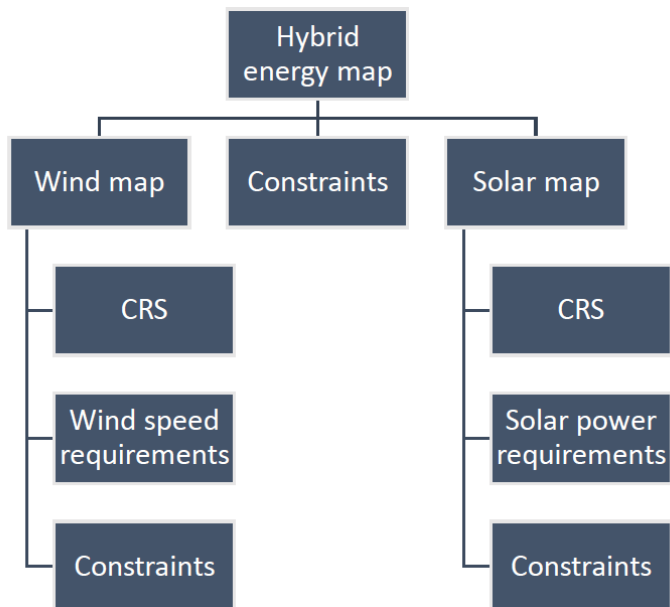 Hybrid
energy map
Wind map
Constraints
Solar map
CRS
CRS
Wind speed
requirements
Solar power
requirements
Constraints
Constraints